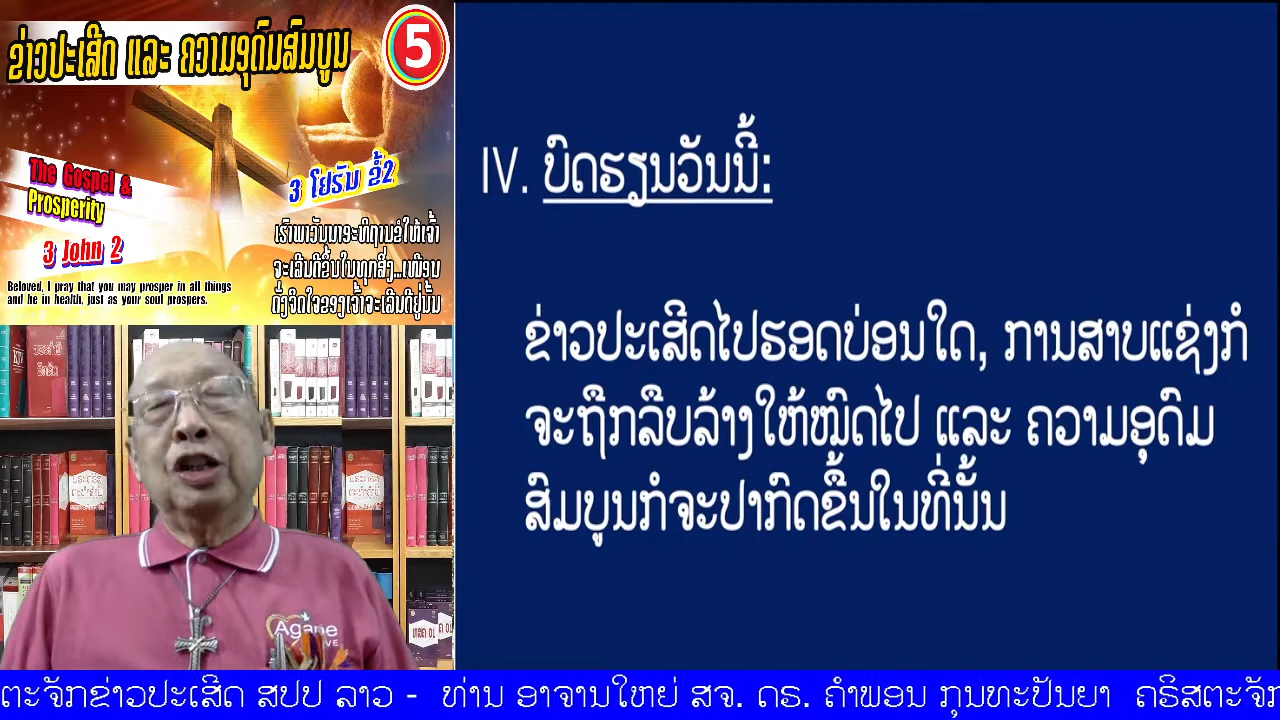 ຂ່າວປະເສີດ ແລະ ຄວາມອຸດົມສົມບູນ
5
The Gospel &
Prosperity
3 John 2
Beloved, I pray that you may prosper in all things
and be in health, just as your soul prospers.
3 ໂຢຮັນ ຂໍ້2
ເຮົາພາວັນນາອະທິຖານຂໍໃຫ້ເຈົ້າ
ຈະເລີນດີຂຶ້ນໃນທຸກສິ່ງ...ເໝືອນ
ດັ່ງຈິດໃຈຂອງເຈົ້າຈະເລີນດີຢູ່ນັ້ນ
Agape
IV. ບົດຮຽນວັນນີ້:
ຂ່າວປະເສີດໄປຮອດບ່ອນໃດ, ການສາບແຊ່ງກໍ
ຈະຖືກລຶບລ້າງໃຫ້ໝົດໄປ ແລະ ຄວາມອຸດົມ
ສົມບູນກໍຈະປາກົດຂຶ້ນໃນທີ່ນັ້ນ
ຕະຈັກຂ່າວປະເສີດ ສປປ ລາວ - ທ່ານ ອາຈານໃຫຍ່ ສຈ. ດຣ. ຄຳພອນ ກຸນທະປັນຍາ ຄຣິສຕະຈັກ